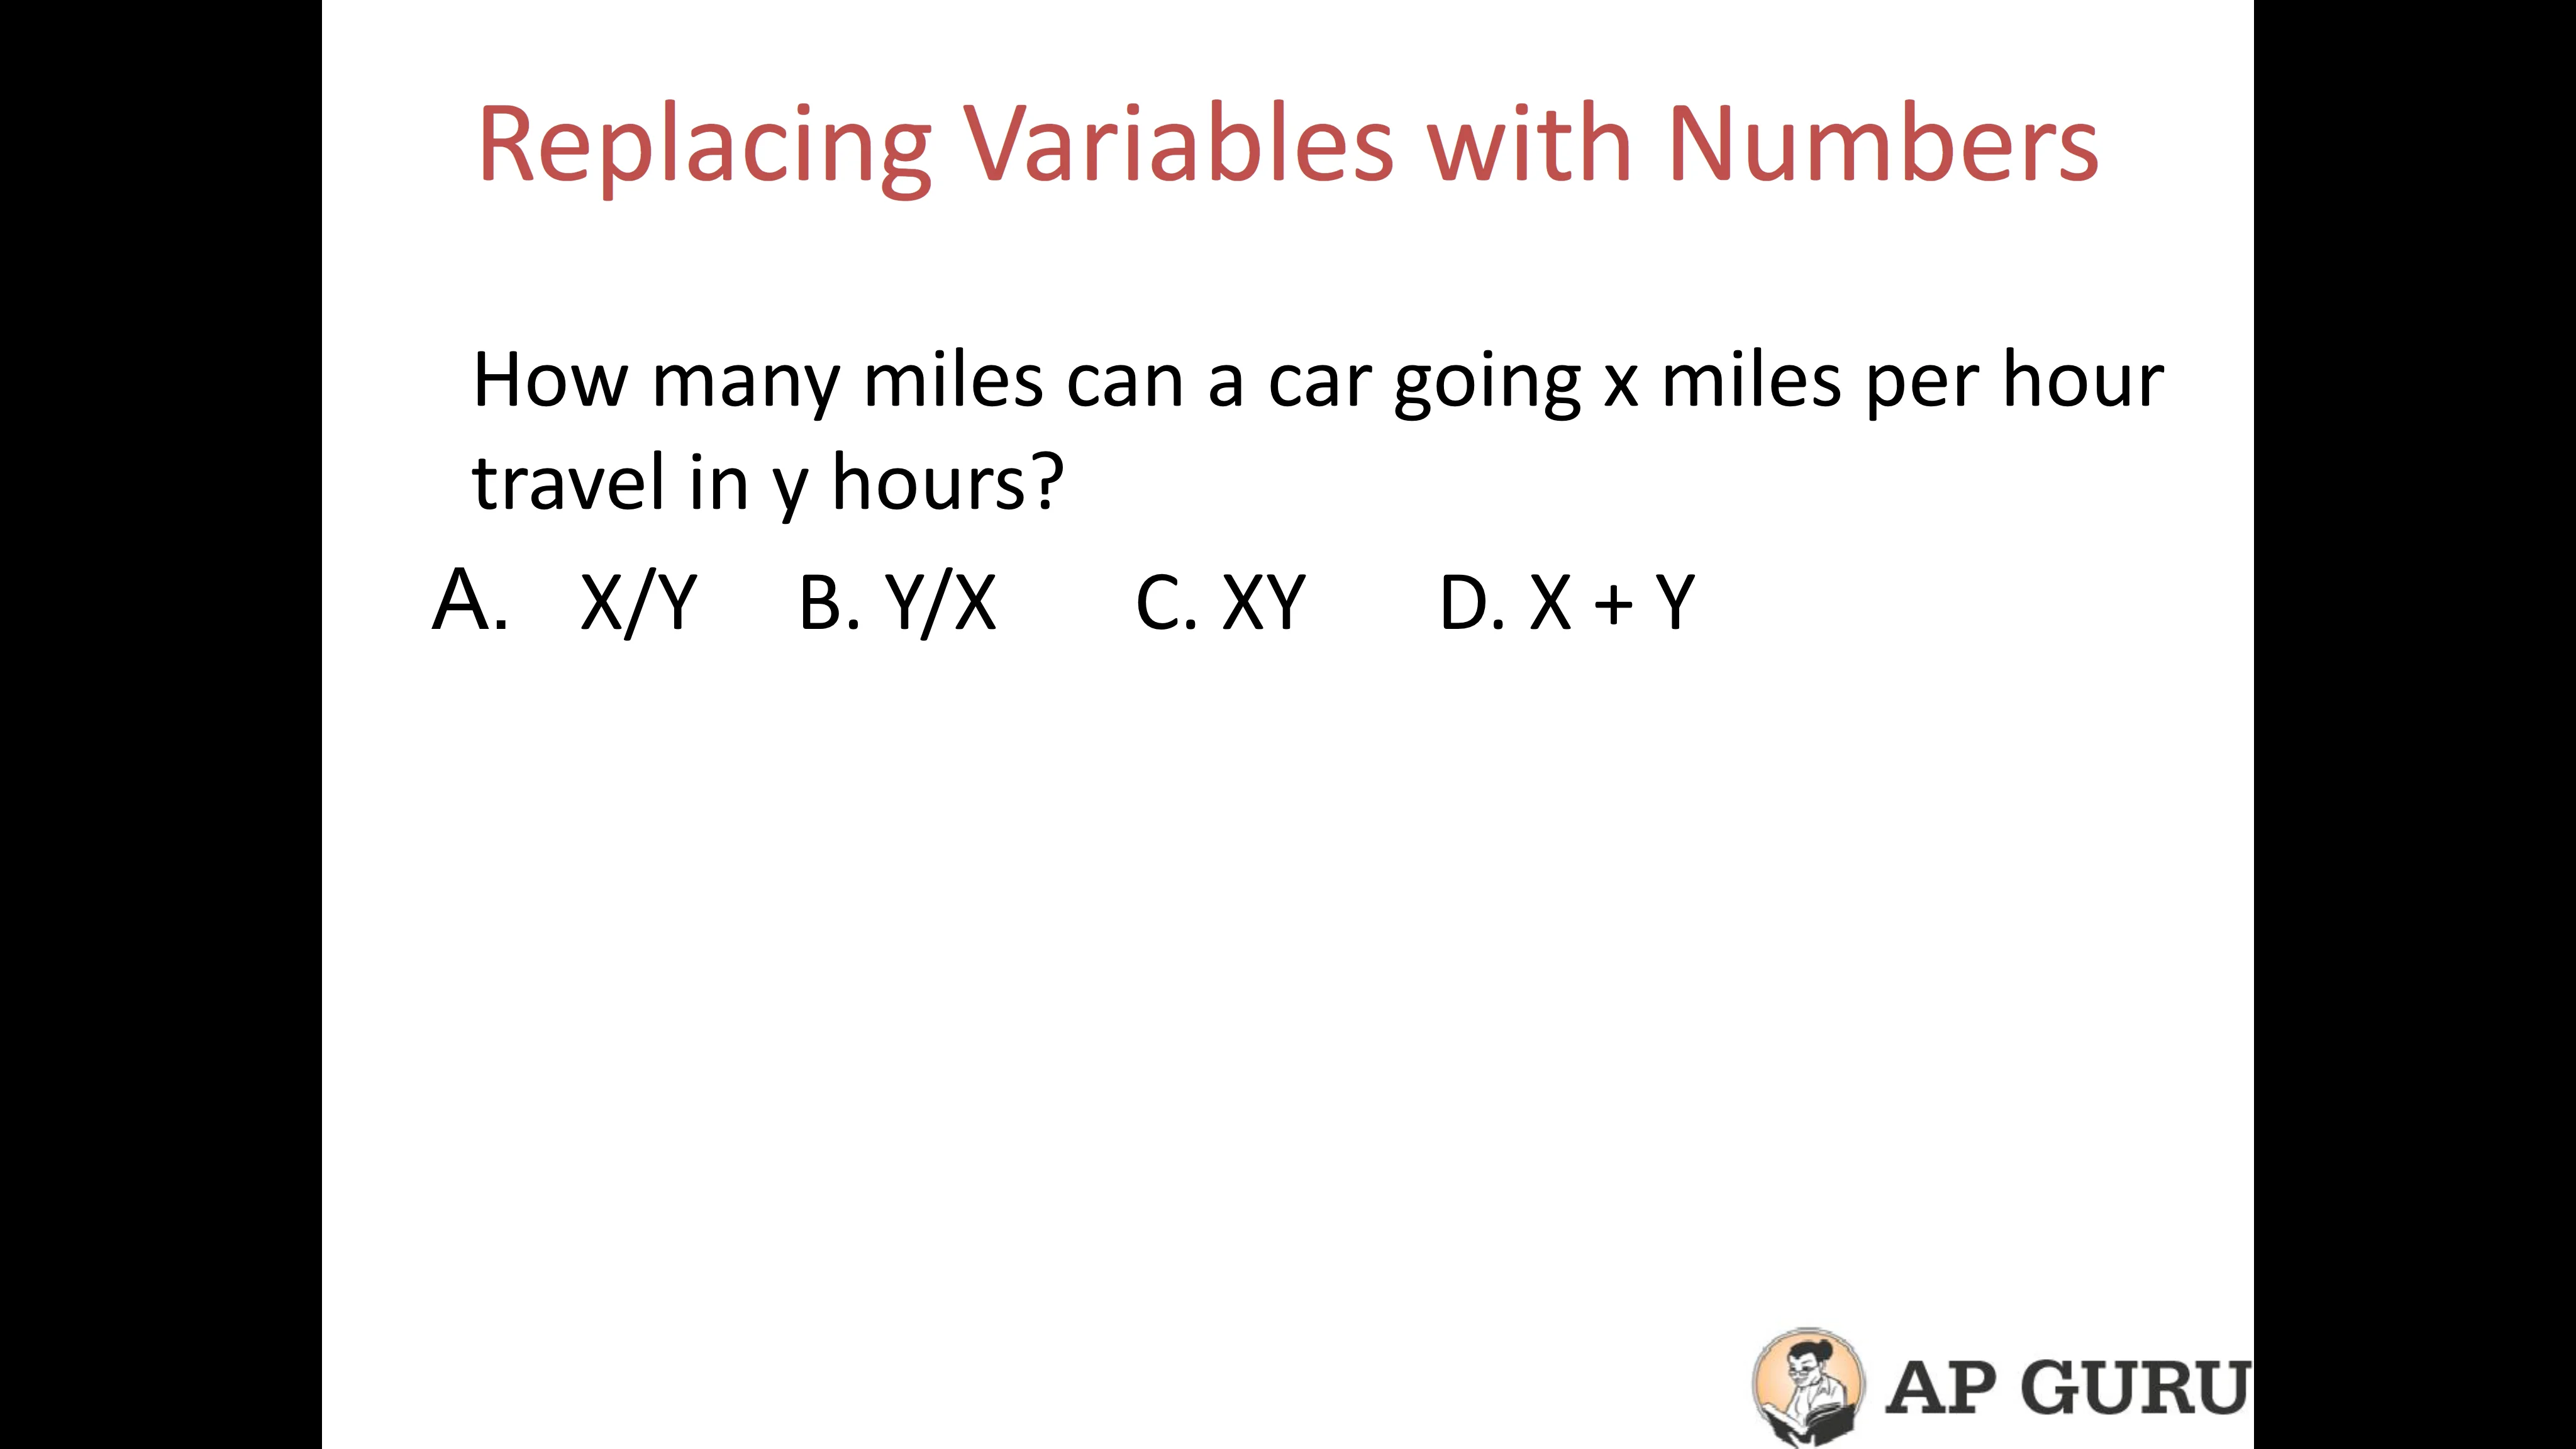 Replacing Variables with Numbers
How many miles can a car going x miles per hour
travel in y hours?
A. X/Y B. Y/X C. XY D. X + Y
AP GURU